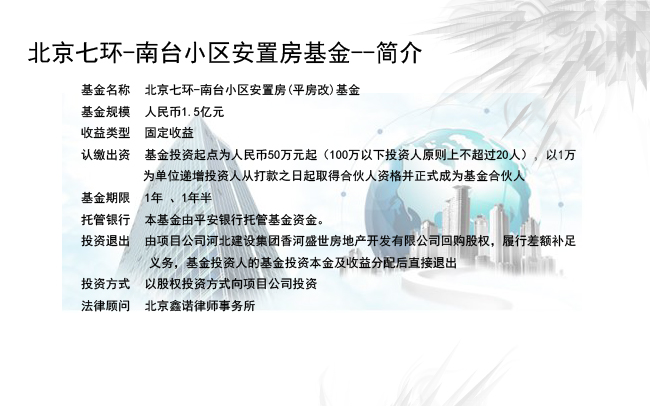 北京七环-南台小区安置房基金--简介
基金名称 北京七环-南台小区安置房(平房改)基金
基金规模 人民币1.5亿元
收益类型 固定收益
认缴出资 基金投资起点为人民币50万元起（100万以下投资人原则上不超过20人），以1万
为单位递增投资人从打款之日起取得合伙人资格并正式成为基金合伙人
基金期限 1年 、1年半
托管银行 本基金由平安银行托管基金资金。
投资退出 由项目公司河北建设集团香河盛世房地产开发有限公司回购股权，履行差额补足
义务，基金投资人的基金投资本金及收益分配后直接退出
投资方式 以股权投资方式向项目公司投资
法律顾问 北京鑫诺律师事务所